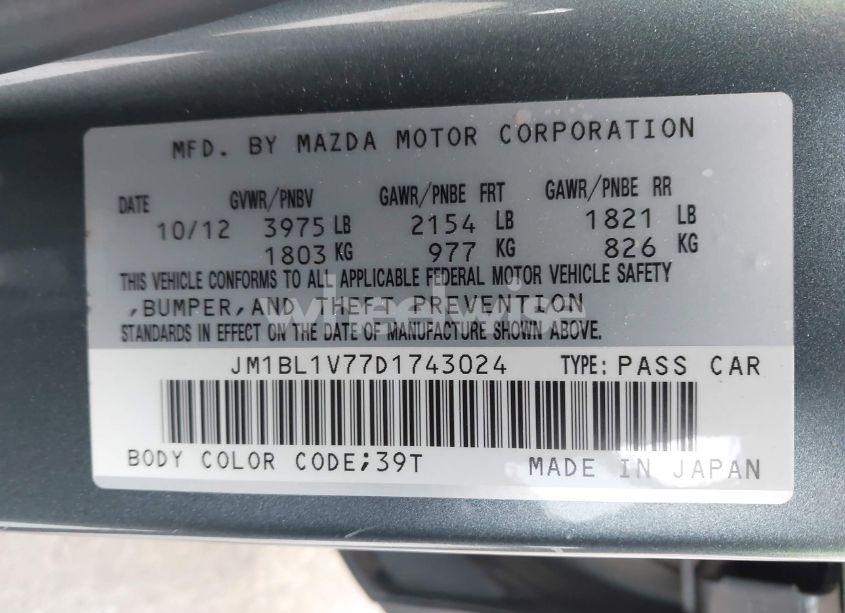 MFD. BY MAZDA MOTOR CORPORATION
DATE GVWR/PNBV GAWR/PNBE FRT GAWR/PNBE RR
10/12 3975 LB 2154 LB 1821 LB
1803 KG 977 KG 826 KG
THIS VEHICLE CONFORMS TO ALL APPLICABLE FEDERAL MOTOR VEHICLE SAFETY
,BUMPER,AND THEFT PREVENTION
STANDARDS IN EFFECT ON THE DATE OF MANUFACTURE SHOWN ABOVE.
JM1BL1V77D1743024 TYPE: PASS CAR
BODY COLOR CODE;39T MADE IN JAPAN